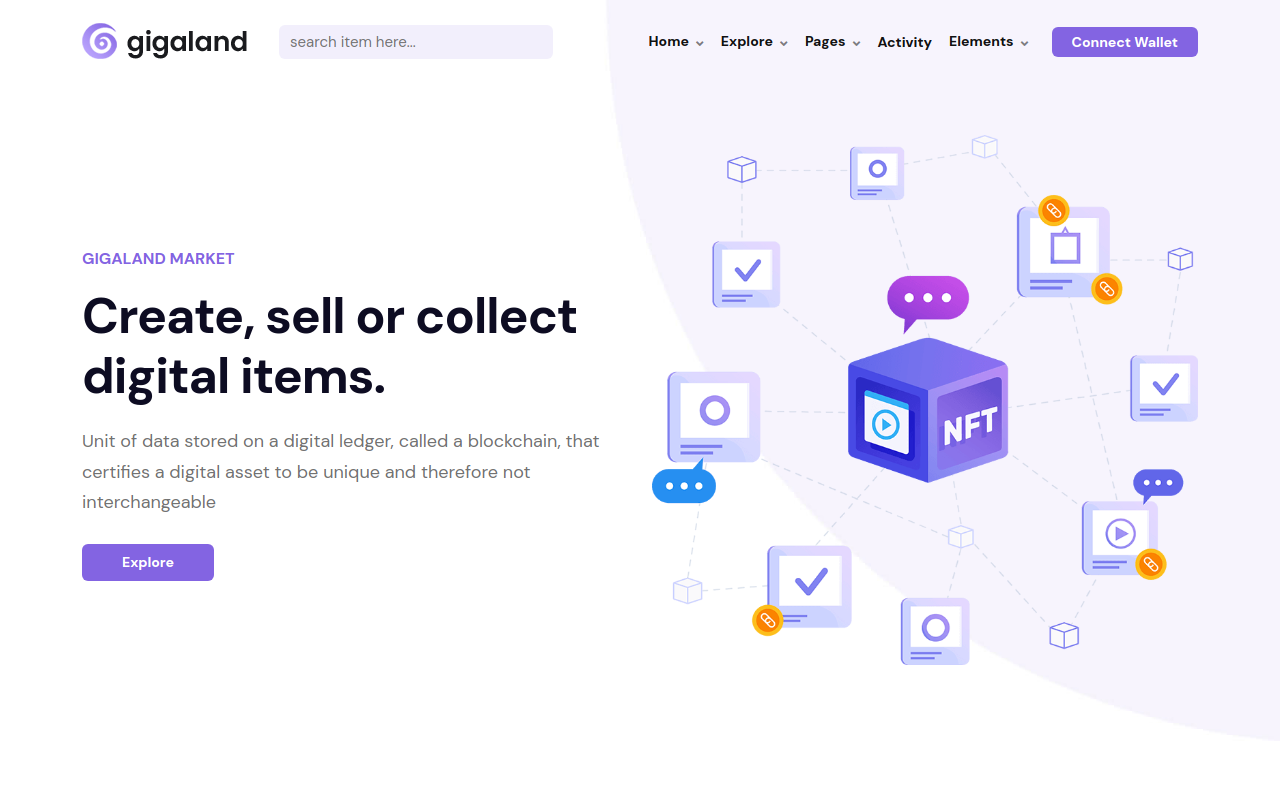 gigaland
search item here...
Home Explore Pages Activity Elements Connect Wallet
GIGALAND MARKET
Create, sell or collect
digital items.
Unit of data stored on a digital ledger, called a blockchain, that
certifies a digital asset to be unique and therefore not
interchangeable
Explore
NFT